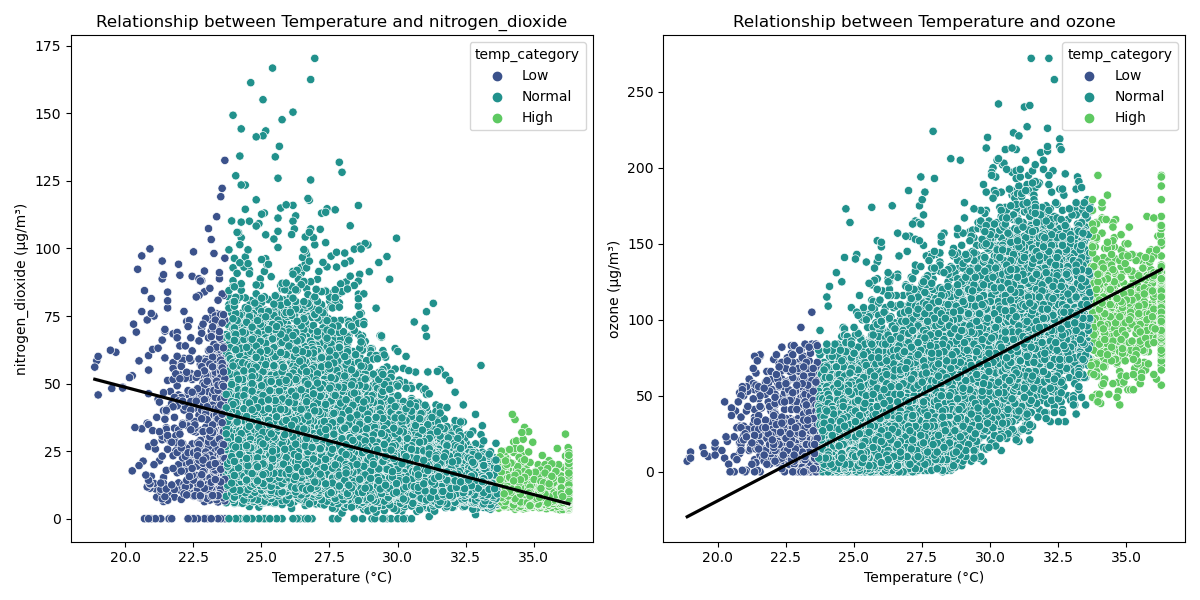 Relationship between Temperature and nitrogen_dioxide
nitrogen_dioxide (µg/m³)
175
150
125
100
75
50
25
0
temp_category
Low
Normal
High
20.0 22.5 25.0 27.5 30.0 32.5 35.0
Temperature (°C)
Relationship between Temperature and ozone
ozone (µg/m³)
250
200
150
100
50
0
temp_category
Low
Normal
High
20.0 22.5 25.0 27.5 30.0 32.5 35.0
Temperature (°C)